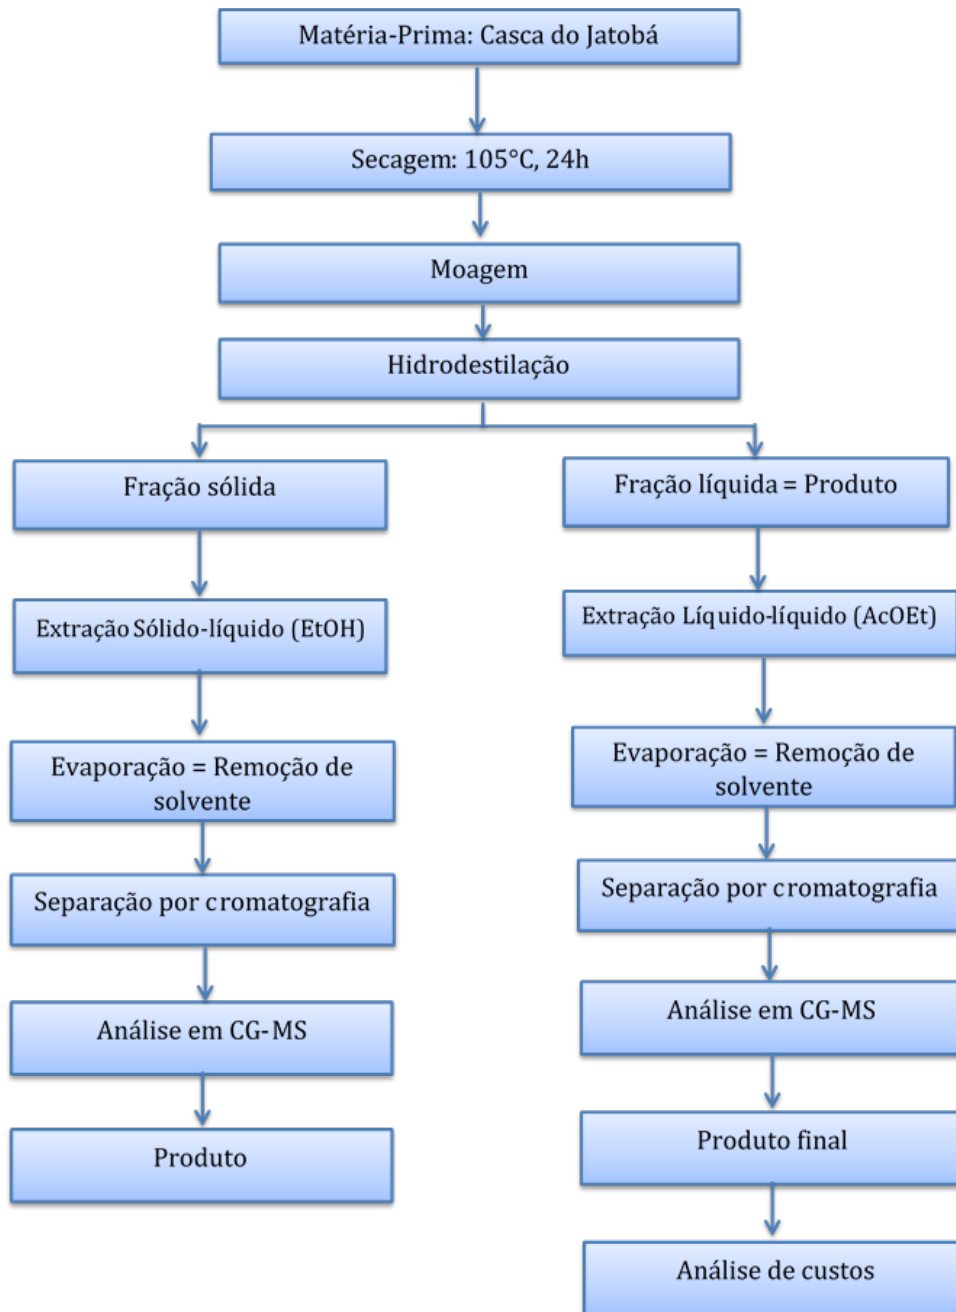 Matéria-Prima: Casca do Jatobá
Secagem: 105°C, 24h
Moagem
Hidrodestilação
Fração sólida
Fração líquida = Produto
Extração Sólido-líquido (EtOH)
Extração Líquido-líquido (AcOEt)
Evaporação = Remoção de
solvente
Evaporação = Remoção de
solvente
Separação por cromatografia
Separação por cromatografia
Análise em CG-MS
Análise em CG-MS
Produto
Produto final
Análise de custos